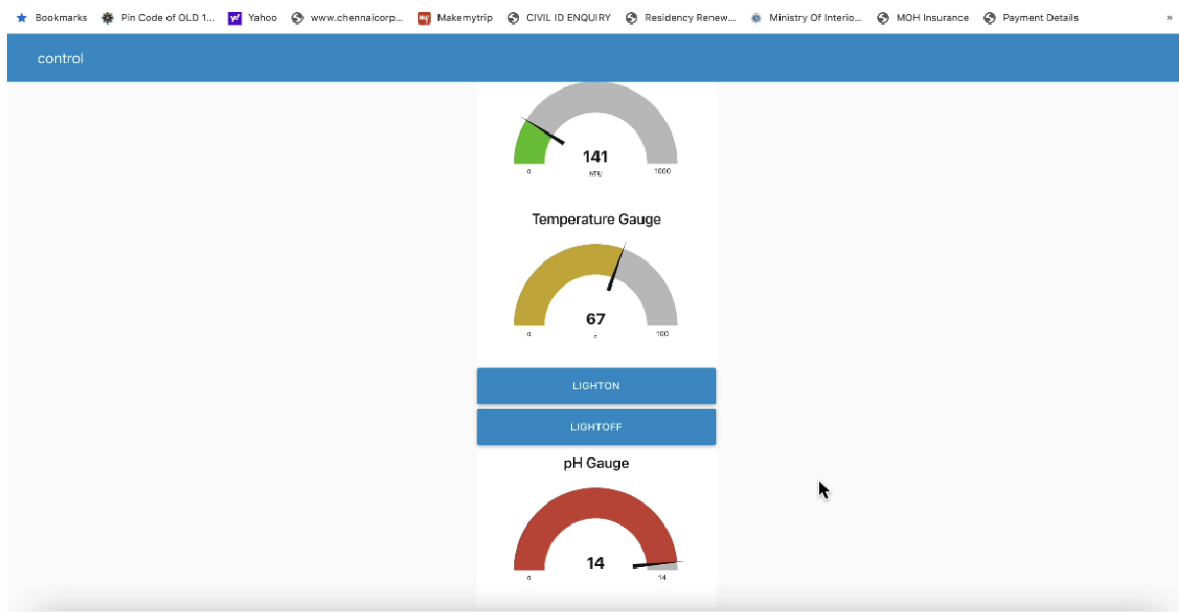 Bookmarks Pin Code of OLD 1... Yahoo www.chennaicorp... Makemytrip CIVIL ID ENQUIRY Residency Renew... Ministry Of Interio... MOH Insurance Payment Details »
control
141
0 NTU 1000
Temperature Gauge
67
0 c 100
LIGHTON
LIGHTOFF
pH Gauge
14
0 14